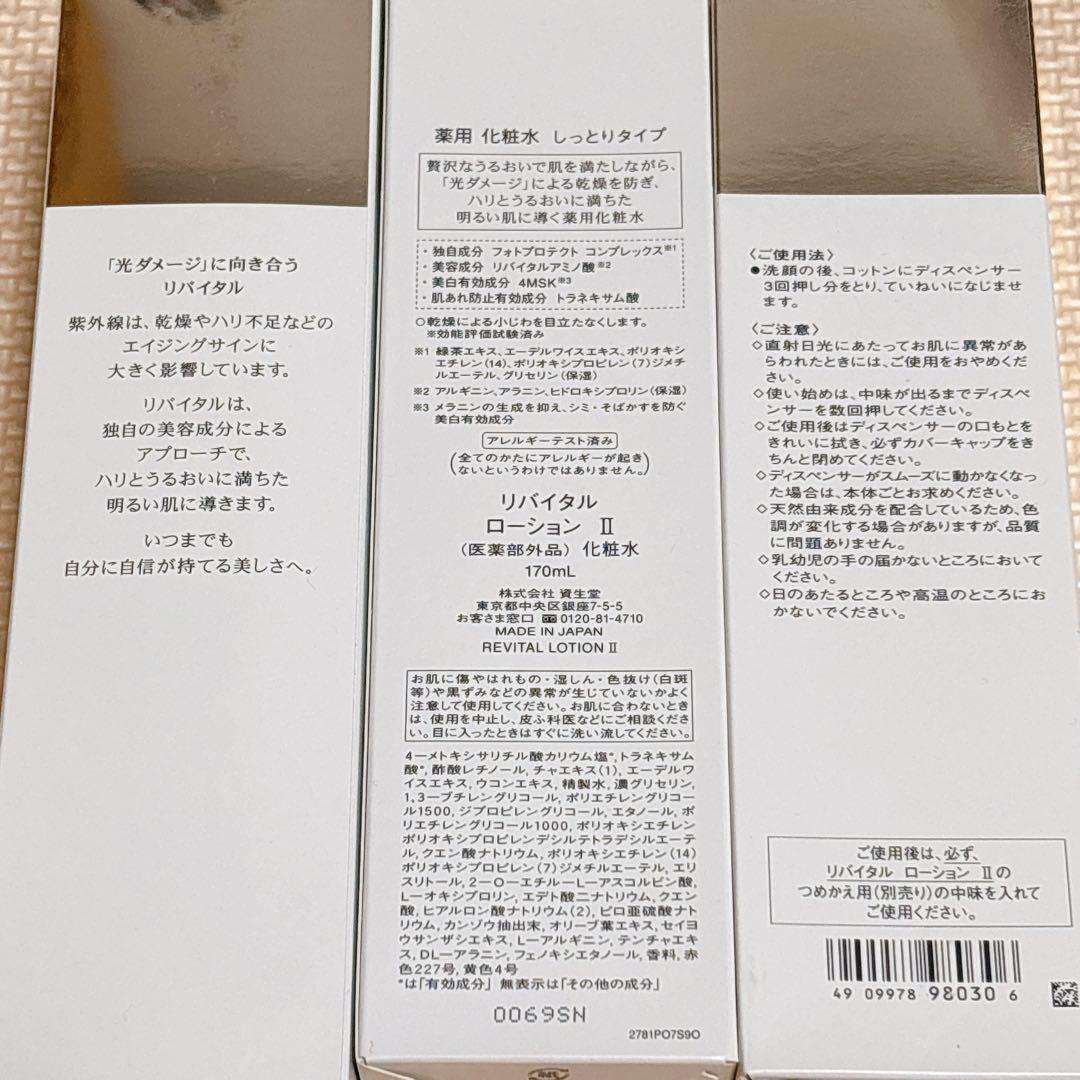 「光ダメージ」に向き合う
リバイタル
紫外線は、乾燥やハリ不足などの
エイジングサインに
大きく影響しています。
リバイタルは、
独自の美容成分による
アプローチで、
ハリとうるおいに満ちた
明るい肌に導きます。
いつまでも
自分に自信が持てる美しさへ。
薬用 化粧水 しっとりタイプ
贅沢なうるおいで肌を満たしながら、
「光ダメージ」による乾燥を防ぎ、
ハリとうるおいに満ちた
明るい肌に導く薬用化粧水
・独自成分 フォトプロテクト コンプレックス※1
・美容成分 リバイタルアミノ酸※2
・美白有効成分 4MSK※3
・肌あれ防止有効成分 トラネキサム酸
○乾燥による小じわを目立たなくします。
※効能評価試験済み
※1 緑茶エキス、エーデルワイスエキス、ポリオキシ
エチレン(14)、ポリオキシプロピレン(7)ジメチ
ルエーテル、グリセリン(保湿)
※2 アルギニン、アラニン、ヒドロキシプロリン(保湿)
※3 メラニンの生成を抑え、シミ・そばかすを防ぐ
美白有効成分
アレルギーテスト済み
(全てのかたにアレルギーが起き
ないというわけではありません。)
リバイタル
ローション Ⅱ
(医薬部外品) 化粧水
170mL
株式会社 資生堂
東京都中央区銀座7-5-5
お客さま窓口 0120-81-4710
MADE IN JAPAN
REVITAL LOTION Ⅱ
お肌に傷やはれもの・湿しん・色抜け(白斑
等)や黒ずみなどの異常が生じていないかよく
注意して使用してください。お肌に合わないとき
は、使用を中止し、皮ふ科医などにご相談くださ
い。目に入ったときはすぐに洗い流してください。
4-メトキシサリチル酸カリウム塩*, トラネキサム
酸*, 酢酸レチノール, チャエキス(1), エーデルワ
イスエキス, ウコンエキス, 精製水, 濃グリセリン,
1,3-ブチレングリコール, ポリエチレングリコー
ル1500, ジプロピレングリコール, エタノール, ポ
リエチレングリコール1000, ポリオキシエチレン
ポリオキシプロピレンデシルテトラデシルエーテ
ル, クエン酸ナトリウム, ポリオキシエチレン(14)
ポリオキシプロピレン(7)ジメチルエーテル, エリ
スリトール, 2-O-エチル-L-アスコルビン酸,
L-オキシプロリン, エデト酸二ナトリウム, クエン
酸, ヒアルロン酸ナトリウム(2), ピロ亜硫酸ナト
リウム, カンゾウ抽出末, オリーブ葉エキス, セイヨ
ウサンザシエキス, L-アルギニン, テンチャエキ
ス, DL-アラニン, フェノキシエタノール, 香料, 赤
色227号, 黄色4号
*は「有効成分」 無表示は「その他の成分」
0069SN
2781PO7S9O
〈ご使用法〉
●洗顔の後、コットンにディスペンサー
3回押し分をとり、ていねいになじませ
ます。
〈ご注意〉
◇直射日光にあたってお肌に異常があ
らわれたときには、ご使用をおやめくだ
さい。
◇使い始めは、中味が出るまでディスペ
ンサーを数回押してください。
◇ご使用後はディスペンサーの口もとを
きれいに拭き、必ずカバーキャップをき
ちんと閉めてください。
◇ディスペンサーがスムーズに動かなくなっ
た場合は、本体ごとお求めください。
◇天然由来成分を配合しているため、色
調が変化する場合がありますが、品質
に問題ありません。
◇乳幼児の手の届かないところにおいて
ください。
◇日のあたるところや高温のところにお
かないでください。
ご使用後は、必ず、
リバイタル ローション Ⅱの
つめかえ用(別売り)の中味を入れて
ご使用ください。
4909978980306